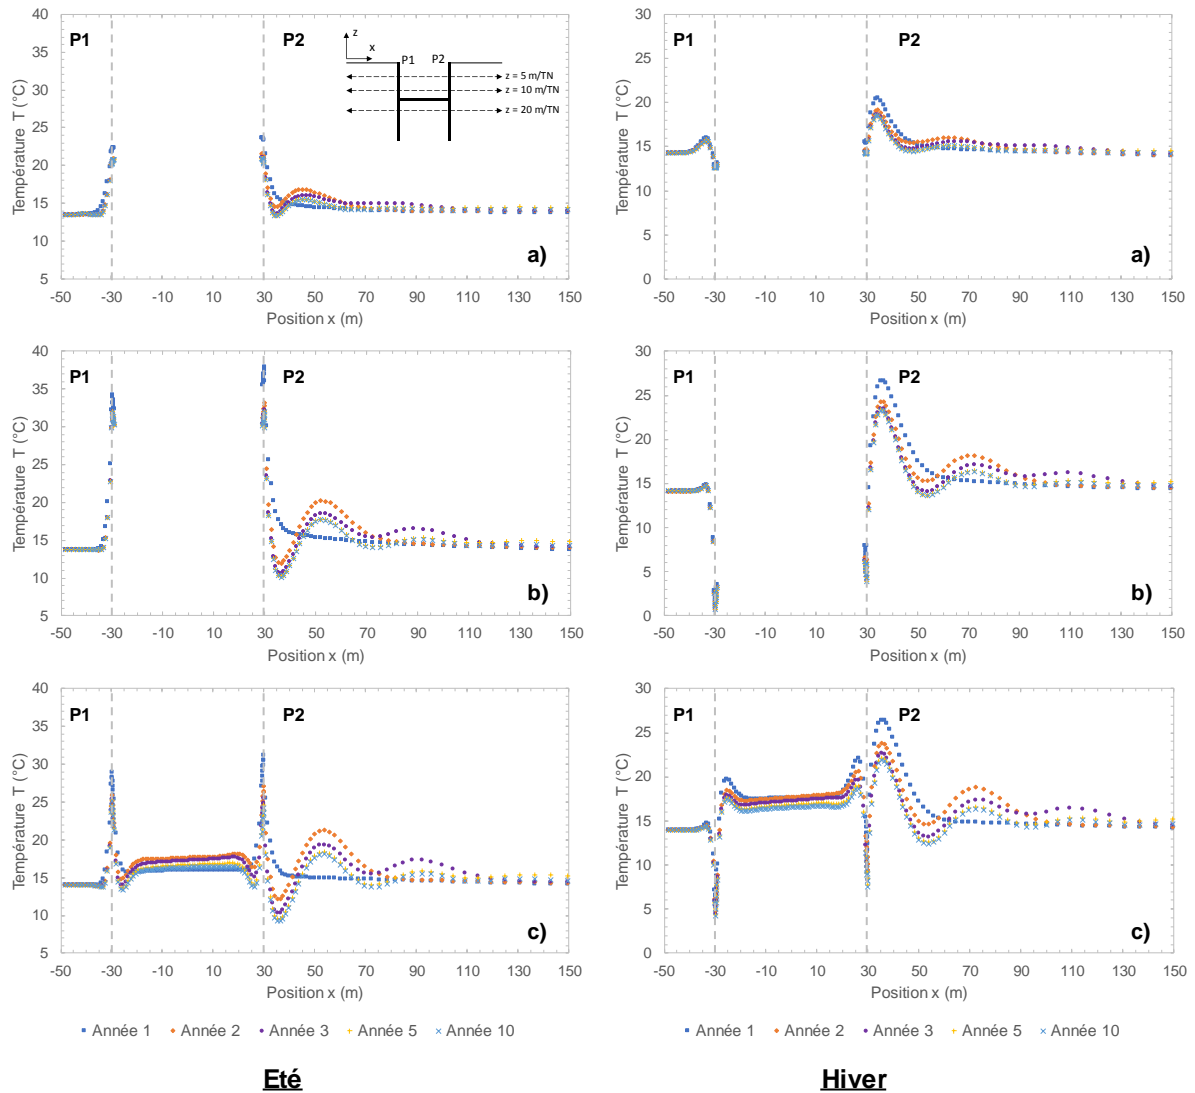 P1
P2
z
x
P1
P2
z = 5 m/TN
z = 10 m/TN
z = 20 m/TN
a)
Température T (°C)
40
35
30
25
20
15
10
5
-50 -30 -10 10 30 50 70 90 110 130 150
Position x (m)
P1
P2
a)
Température T (°C)
30
25
20
15
10
5
0
-50 -30 -10 10 30 50 70 90 110 130 150
Position x (m)
P1
P2
b)
Température T (°C)
40
35
30
25
20
15
10
5
-50 -30 -10 10 30 50 70 90 110 130 150
Position x (m)
P1
P2
b)
Température T (°C)
30
25
20
15
10
5
0
-50 -30 -10 10 30 50 70 90 110 130 150
Position x (m)
P1
P2
c)
Température T (°C)
40
35
30
25
20
15
10
5
-50 -30 -10 10 30 50 70 90 110 130 150
Position x (m)
P1
P2
c)
Température T (°C)
30
25
20
15
10
5
0
-50 -30 -10 10 30 50 70 90 110 130 150
Position x (m)
Année 1 Année 2 Année 3 Année 5 Année 10
Année 1 Année 2 Année 3 Année 5 Année 10
Eté
Hiver